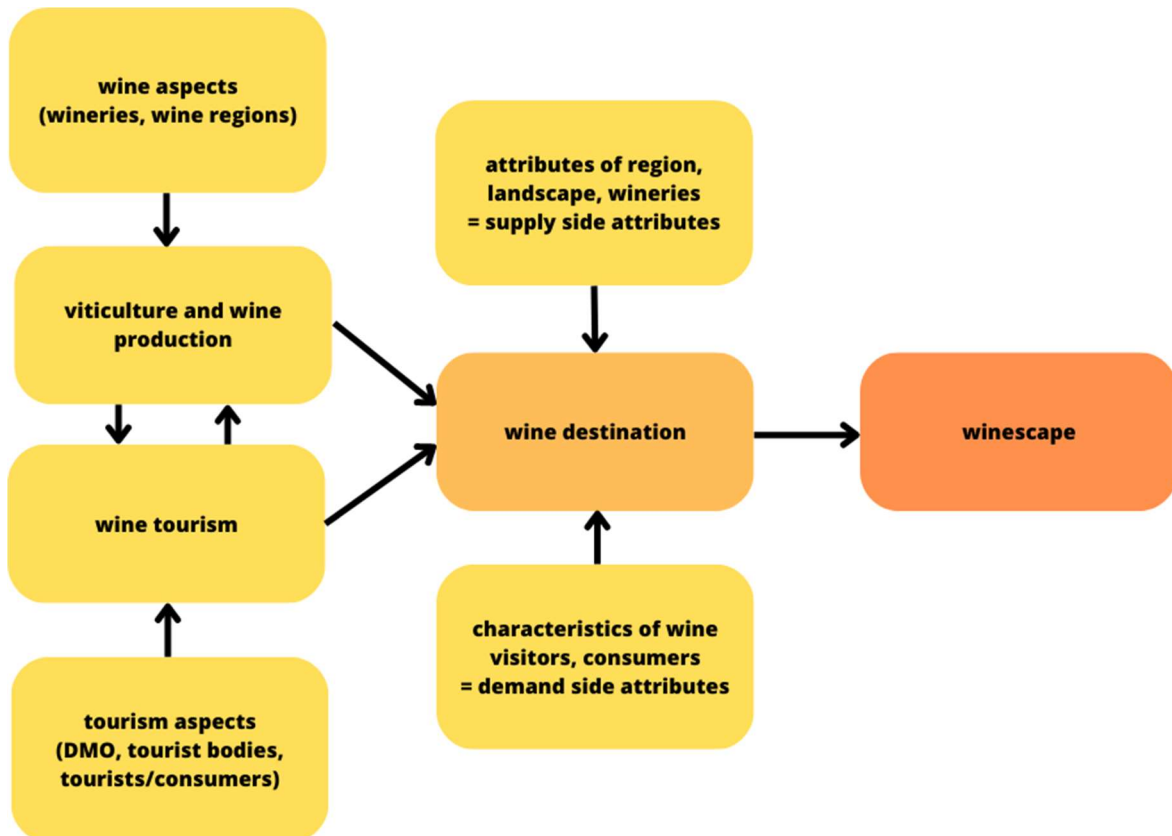 wine aspects
(wineries, wine regions)
viticulture and wine
production
wine tourism
tourism aspects
(DMO, tourist bodies,
tourists/consumers)
attributes of region,
landscape, wineries
= supply side attributes
wine destination
characteristics of wine
visitors, consumers
= demand side attributes
winescape